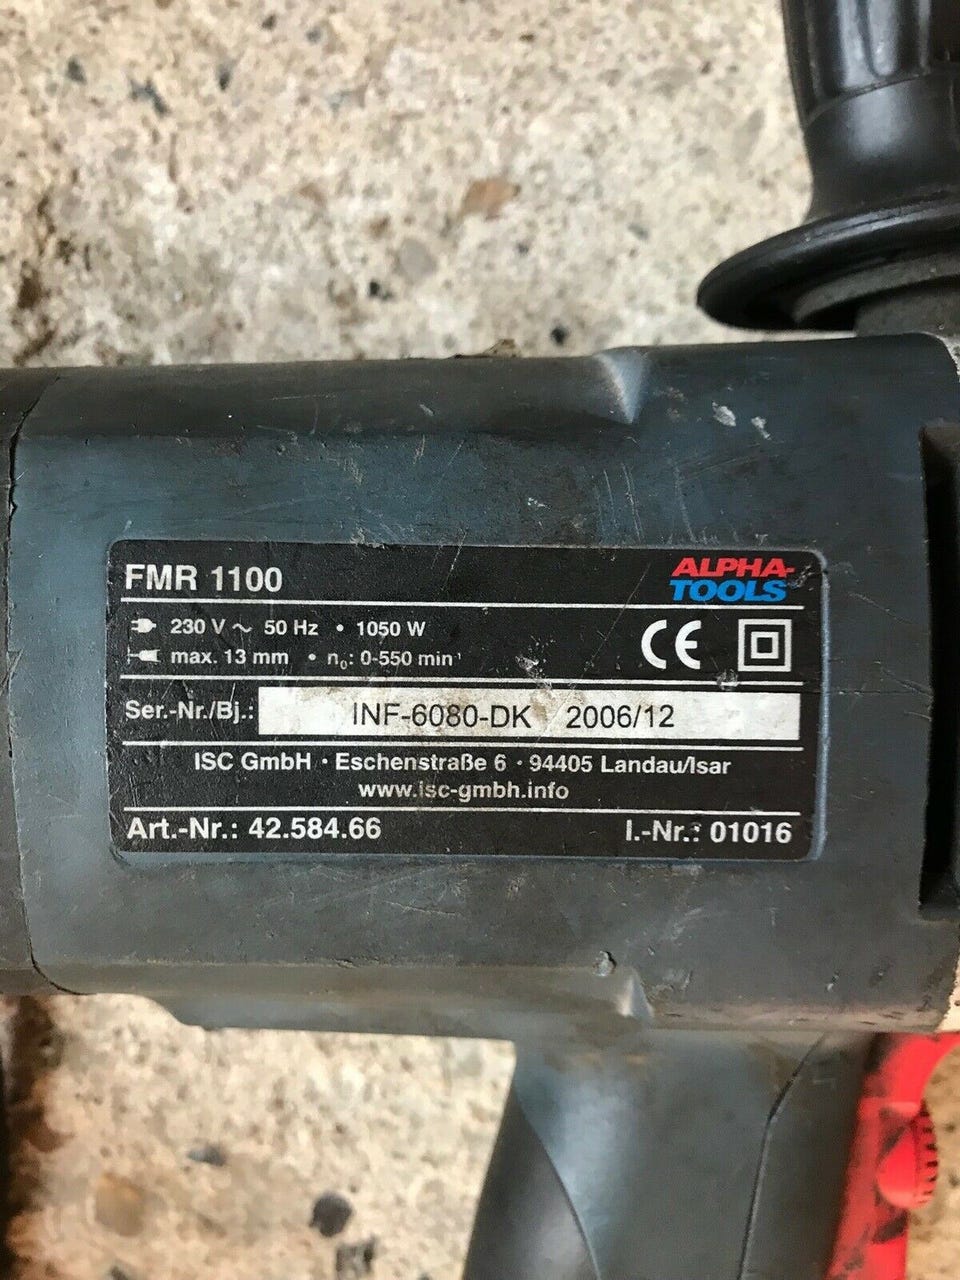 FMR 1100
ALPHA-
TOOLS
230 V ~ 50 Hz • 1050 W
max. 13 mm • n₀: 0-550 min⁻¹
CE
Ser.-Nr./Bj.: INF-6080-DK 2006/12
ISC GmbH · Eschenstraße 6 · 94405 Landau/Isar
www.isc-gmbh.info
Art.-Nr.: 42.584.66 I.-Nr.: 01016